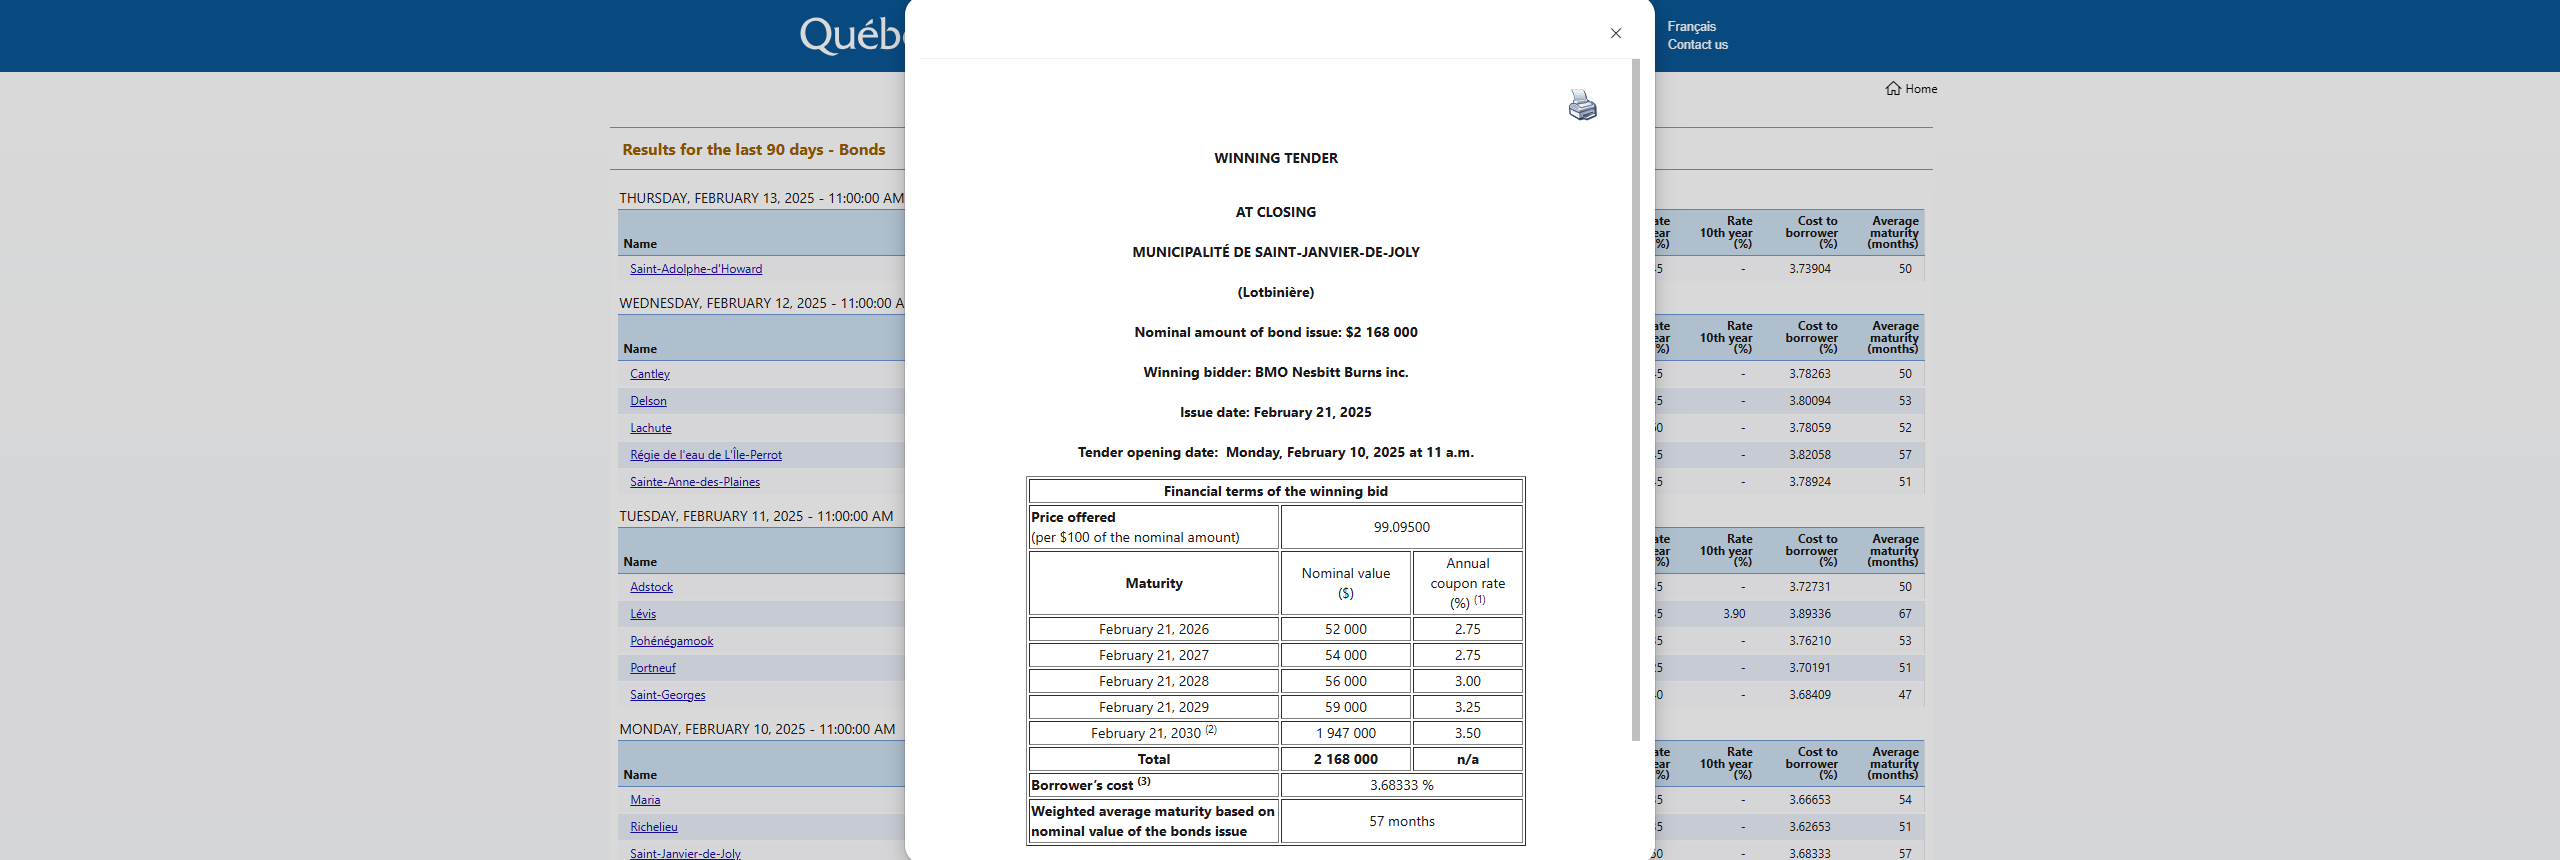 Québ
Français
Contact us
Home
Results for the last 90 days - Bonds
THURSDAY, FEBRUARY 13, 2025 - 11:00:00 AM
Name Rate 10th year (%) Cost to borrower (%) Average maturity (months)
Saint-Adolphe-d'Howard 5 - 3.73904 50
WEDNESDAY, FEBRUARY 12, 2025 - 11:00:00 A
Name Rate 10th year (%) Cost to borrower (%) Average maturity (months)
Cantley 5 - 3.78263 50
Delson 5 - 3.80094 53
Lachute 0 - 3.78059 52
Régie de l'eau de L'Île-Perrot 5 - 3.82058 57
Sainte-Anne-des-Plaines 5 - 3.78924 51
TUESDAY, FEBRUARY 11, 2025 - 11:00:00 AM
Name Rate 10th year (%) Cost to borrower (%) Average maturity (months)
Adstock 5 - 3.72731 50
Lévis 5 3.90 3.89336 67
Pohénégamook 5 - 3.76210 53
Portneuf 5 - 3.70191 51
Saint-Georges 0 - 3.68409 47
MONDAY, FEBRUARY 10, 2025 - 11:00:00 AM
Name Rate 10th year (%) Cost to borrower (%) Average maturity (months)
Maria 5 - 3.66653 54
Richelieu 5 - 3.62653 51
Saint-Janvier-de-Joly 0 - 3.68333 57
WINNING TENDER
AT CLOSING
MUNICIPALITÉ DE SAINT-JANVIER-DE-JOLY
(Lotbinière)
Nominal amount of bond issue: $2 168 000
Winning bidder: BMO Nesbitt Burns inc.
Issue date: February 21, 2025
Tender opening date: Monday, February 10, 2025 at 11 a.m.
Financial terms of the winning bid
Price offered
(per $100 of the nominal amount) 99.09500
Maturity Nominal value ($) Annual coupon rate (%) (1)
February 21, 2026 52 000 2.75
February 21, 2027 54 000 2.75
February 21, 2028 56 000 3.00
February 21, 2029 59 000 3.25
February 21, 2030 (2) 1 947 000 3.50
Total 2 168 000 n/a
Borrower's cost (3) 3.68333 %
Weighted average maturity based on
nominal value of the bonds issue 57 months